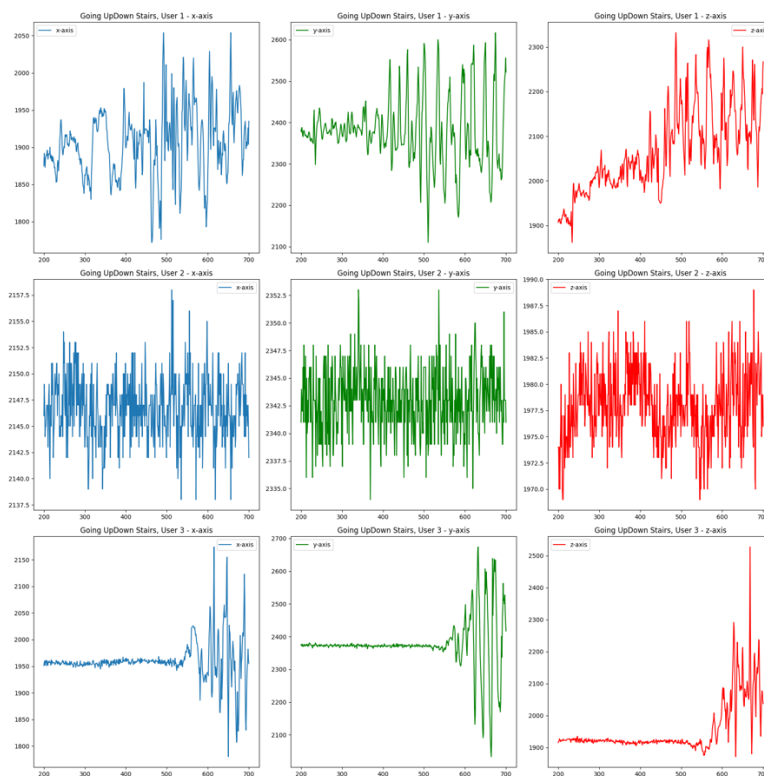 Going UpDown Stairs, User 1 - x-axis
x-axis
2050
2000
1950
1900
1850
1800
200 300 400 500 600 700
Going UpDown Stairs, User 1 - y-axis
y-axis
2600
2500
2400
2300
2200
2100
200 300 400 500 600 700
Going UpDown Stairs, User 1 - z-axis
z-axis
2300
2200
2100
2000
1900
200 300 400 500 600 700
Going UpDown Stairs, User 2 - x-axis
x-axis
2157.5
2155.0
2152.5
2150.0
2147.5
2145.0
2142.5
2140.0
2137.5
200 300 400 500 600 700
Going UpDown Stairs, User 2 - y-axis
y-axis
2352.5
2350.0
2347.5
2345.0
2342.5
2340.0
2337.5
2335.0
200 300 400 500 600 700
Going UpDown Stairs, User 2 - z-axis
z-axis
1990.0
1987.5
1985.0
1982.5
1980.0
1977.5
1975.0
1972.5
1970.0
200 300 400 500 600 700
Going UpDown Stairs, User 3 - x-axis
x-axis
2150
2100
2050
2000
1950
1900
1850
1800
200 300 400 500 600 700
Going UpDown Stairs, User 3 - y-axis
y-axis
2700
2600
2500
2400
2300
2200
2100
200 300 400 500 600 700
Going UpDown Stairs, User 3 - z-axis
z-axis
2500
2400
2300
2200
2100
2000
1900
200 300 400 500 600 700